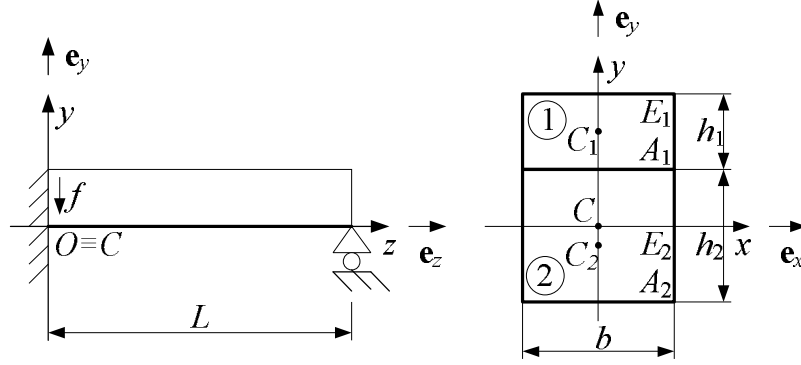 e_y
y
f
O≡C
z
e_z
L
e_y
y
1
E_1
C_1
A_1
h_1
C
x
e_x
C_2
E_2
h_2
2
A_2
b